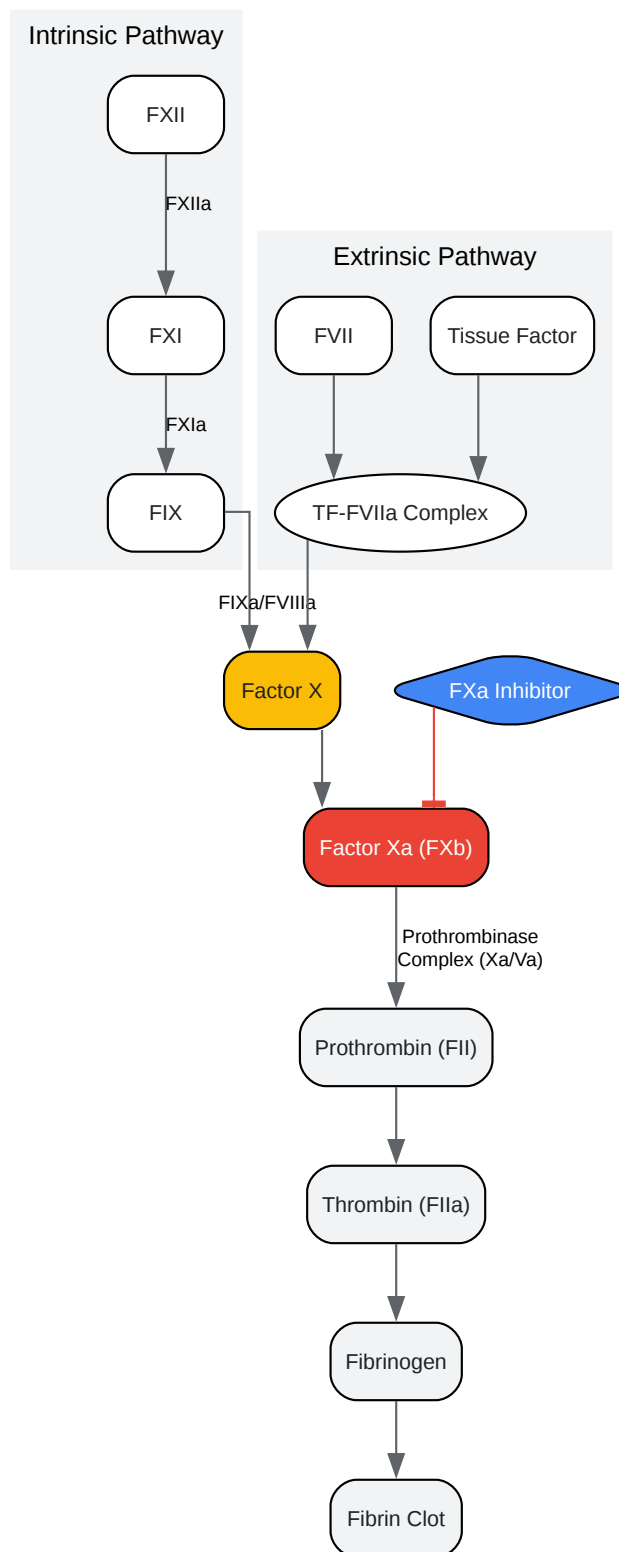 Intrinsic Pathway
FXII
FXIIa
Extrinsic Pathway
FXI
FVII
Tissue Factor
FXIa
FIX
TF-FVIIa Complex
FIXa/FVIIIa
Factor X
FXa Inhibitor
Factor Xa (FXb)
Prothrombinase
Complex (Xa/Va)
Prothrombin (FII)
Thrombin (FIIa)
Fibrinogen
Fibrin Clot